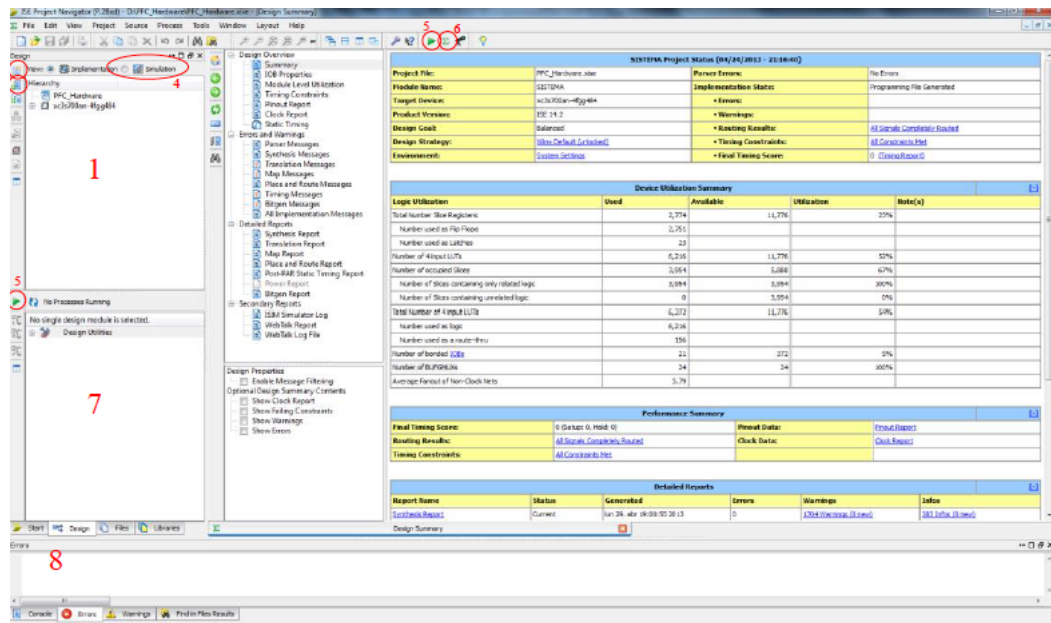 ISE Project Navigator (P.28xd) - D:\PFC_Hardware\PFC_Hardware.xise - [Design Summary]
File Edit View Project Source Process Tools Window Layout Help
5
6
Design
View: Implementation Simulation
4
Hierarchy
PFC_Hardware
xc3s700an-4fgg484
1
5
No Processes Running
No single design module is selected.
Design Utilities
7
Start Design Files Libraries
Design Overview
Summary
IOB Properties
Module Level Utilization
Timing Constraints
Pinout Report
Clock Report
Static Timing
Errors and Warnings
Parser Messages
Synthesis Messages
Translation Messages
Map Messages
Place and Route Messages
Timing Messages
Bitgen Messages
All Implementation Messages
Detailed Reports
Synthesis Report
Translation Report
Map Report
Place and Route Report
Post-PAR Static Timing Report
Power Report
Bitgen Report
Secondary Reports
ISIM Simulator Log
WebTalk Report
WebTalk Log File
Design Properties
Enable Message Filtering
Optional Design Summary Contents
Show Clock Report
Show Failing Constraints
Show Warnings
Show Errors
SISTEMA Project Status (04/24/2013 - 21:16:40)
Project File: PFC_Hardware.xise Parser Errors: No Errors
Module Name: SISTEMA Implementation State: Programming File Generated
Target Device: xc3s700an-4fgg484 • Errors:
Product Version: ISE 14.2 • Warnings:
Design Goal: Balanced • Routing Results: All Signals Completely Routed
Design Strategy: Xilinx Default (unlocked) • Timing Constraints: All Constraints Met
Environment: System Settings • Final Timing Score: 0 (Timing Report)
Device Utilization Summary [-]
Logic Utilization Used Available Utilization Note(s)
Total Number Slice Registers 2,774 11,776 23%
Number used as Flip Flops 2,751
Number used as Latches 23
Number of 4 input LUTs 6,216 11,776 52%
Number of occupied Slices 3,954 5,888 67%
Number of Slices containing only related logic 3,954 3,954 100%
Number of Slices containing unrelated logic 0 3,954 0%
Total Number of 4 input LUTs 6,372 11,776 54%
Number used as logic 6,216
Number used as a route-thru 156
Number of bonded IOBs 21 372 5%
Number of BUFGMUXs 24 24 100%
Average Fanout of Non-Clock Nets 3.79
Performance Summary [-]
Final Timing Score: 0 (Setup: 0, Hold: 0) Pinout Data: Pinout Report
Routing Results: All Signals Completely Routed Clock Data: Clock Report
Timing Constraints: All Constraints Met
Detailed Reports [-]
Report Name Status Generated Errors Warnings Infos
Synthesis Report Current lun 29. abr 19:00:55 2013 0 1704 Warnings (0 new)
Design Summary
Errors
8
Console Errors Warnings Find in Files Results